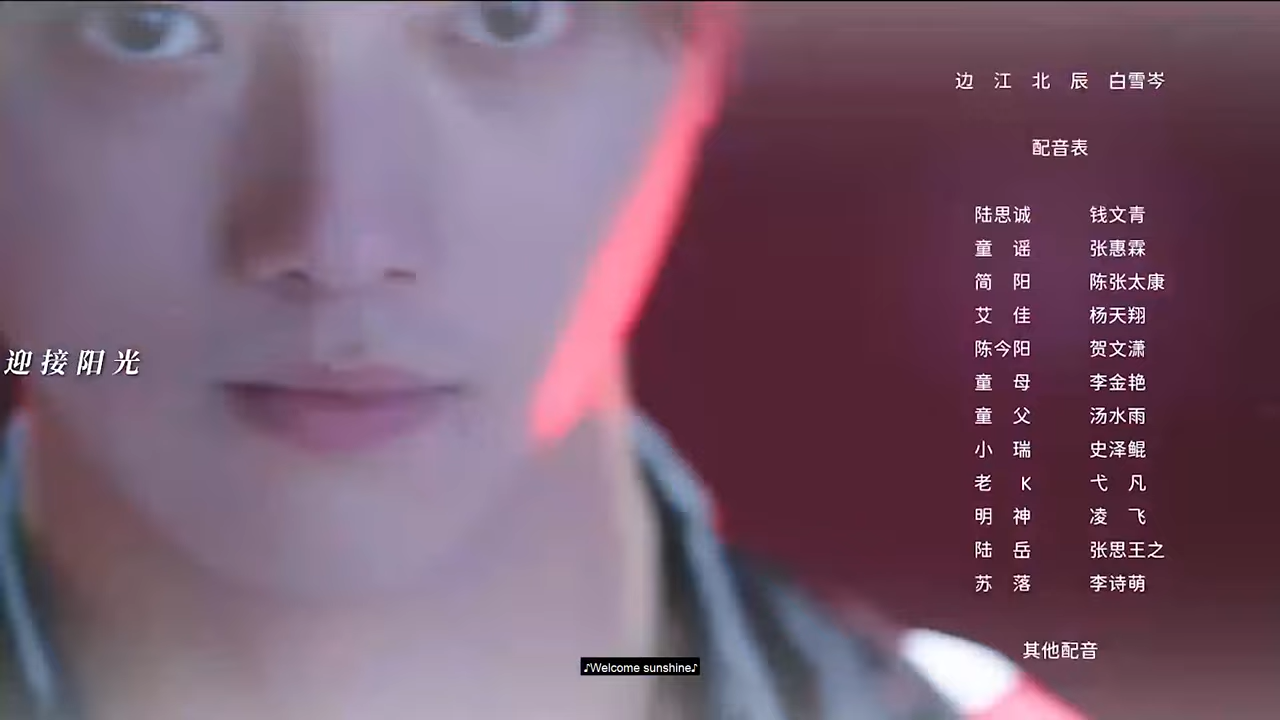 边 江 北 辰 白雪岑
配音表
陆思诚 钱文青
童 谣 张惠霖
简 阳 陈张太康
艾 佳 杨天翔
迎接阳光
陈今阳 贺文潇
童 母 李金艳
童 父 汤水雨
小 瑞 史泽鲲
老 K 弋 凡
明 神 凌 飞
陆 岳 张思王之
苏 落 李诗萌
其他配音
♪Welcome sunshine♪